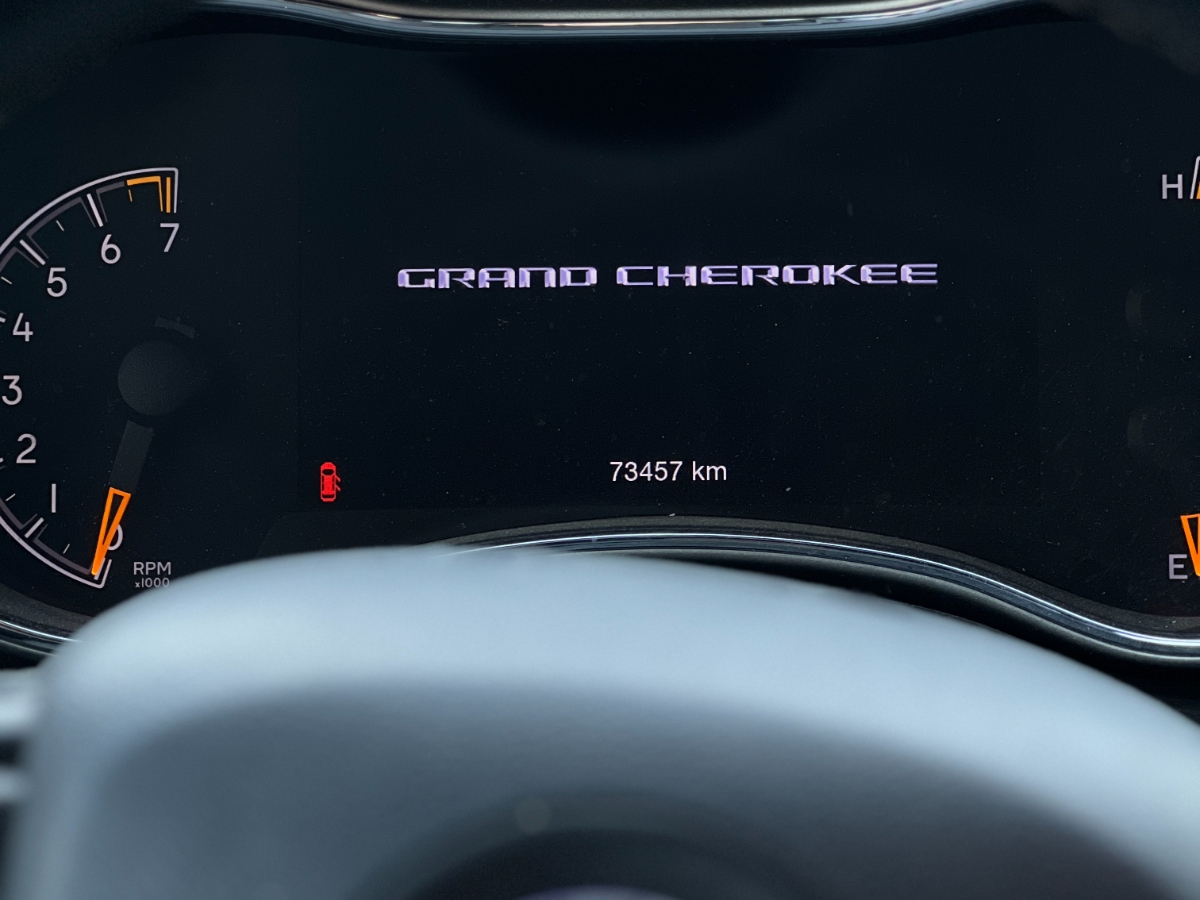 7
6
5
4
3
2
1
0
RPM
x1000
GRAND CHEROKEE
73457 km
H
E